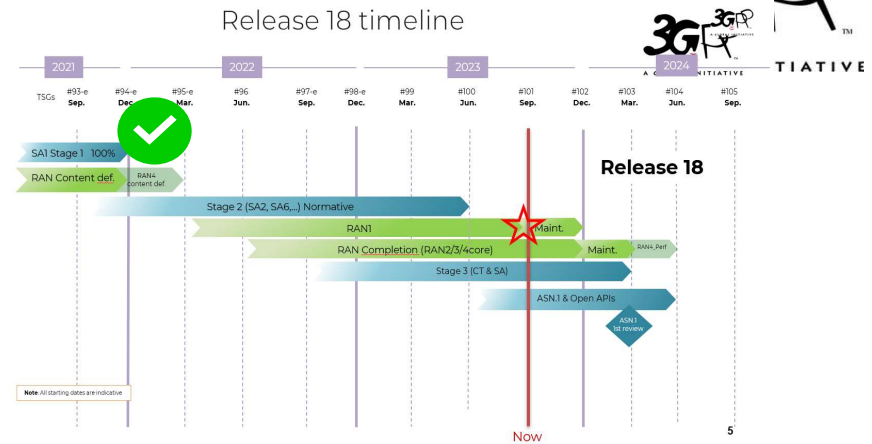 Release 18 timeline
3GPP
TM
A GLOBAL INITIATIVE
TIATIVE
2021
2022
2023
2024
TSGs
#93-e
Sep.
#94-e
Dec.
#95-e
Mar.
#96
Jun.
#97-e
Sep.
#98-e
Dec.
#99
Mar.
#100
Jun.
#101
Sep.
#102
Dec.
#103
Mar.
#104
Jun.
#105
Sep.
SA1 Stage 1 100%
Release 18
RAN Content def.
RAN4
content def
Stage 2 (SA2, SA6,...) Normative
RAN1
Maint.
RAN Completion (RAN2/3/4core)
Maint.
RAN4_Perf
Stage 3 (CT & SA)
ASN.1 & Open APIs
ASN.1
1st review
Note: All starting dates are indicative
Now
5